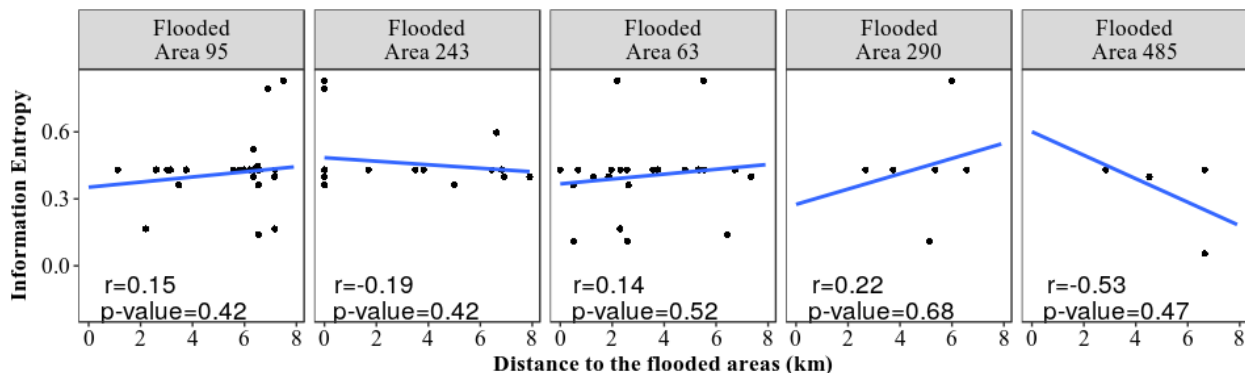 Flooded
Area 95
Flooded
Area 243
Flooded
Area 63
Flooded
Area 290
Flooded
Area 485
Information Entropy
0.6
0.3
0.0
r=0.15
p-value=0.42
r=-0.19
p-value=0.42
r=0.14
p-value=0.52
r=0.22
p-value=0.68
r=-0.53
p-value=0.47
0 2 4 6 8
0 2 4 6 8
0 2 4 6 8
0 2 4 6 8
0 2 4 6 8
Distance to the flooded areas (km)